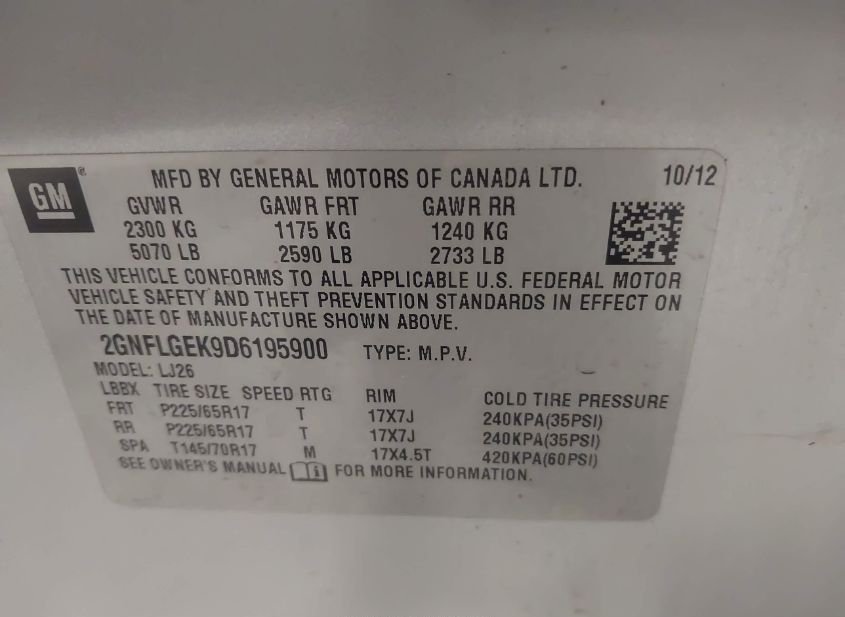 GM ® MFD BY GENERAL MOTORS OF CANADA LTD. 10/12
GVWR GAWR FRT GAWR RR
2300 KG 1175 KG 1240 KG
5070 LB 2590 LB 2733 LB
THIS VEHICLE CONFORMS TO ALL APPLICABLE U.S. FEDERAL MOTOR
VEHICLE SAFETY AND THEFT PREVENTION STANDARDS IN EFFECT ON
THE DATE OF MANUFACTURE SHOWN ABOVE.
2GNFLGEK9D6195900 TYPE: M.P.V.
MODEL: LJ26
LBBX TIRE SIZE SPEED RTG RIM COLD TIRE PRESSURE
FRT P225/65R17 T 17X7J 240KPA(35PSI)
RR P225/65R17 T 17X7J 240KPA(35PSI)
SPA T145/70R17 M 17X4.5T 420KPA(60PSI)
SEE OWNER'S MANUAL i FOR MORE INFORMATION.